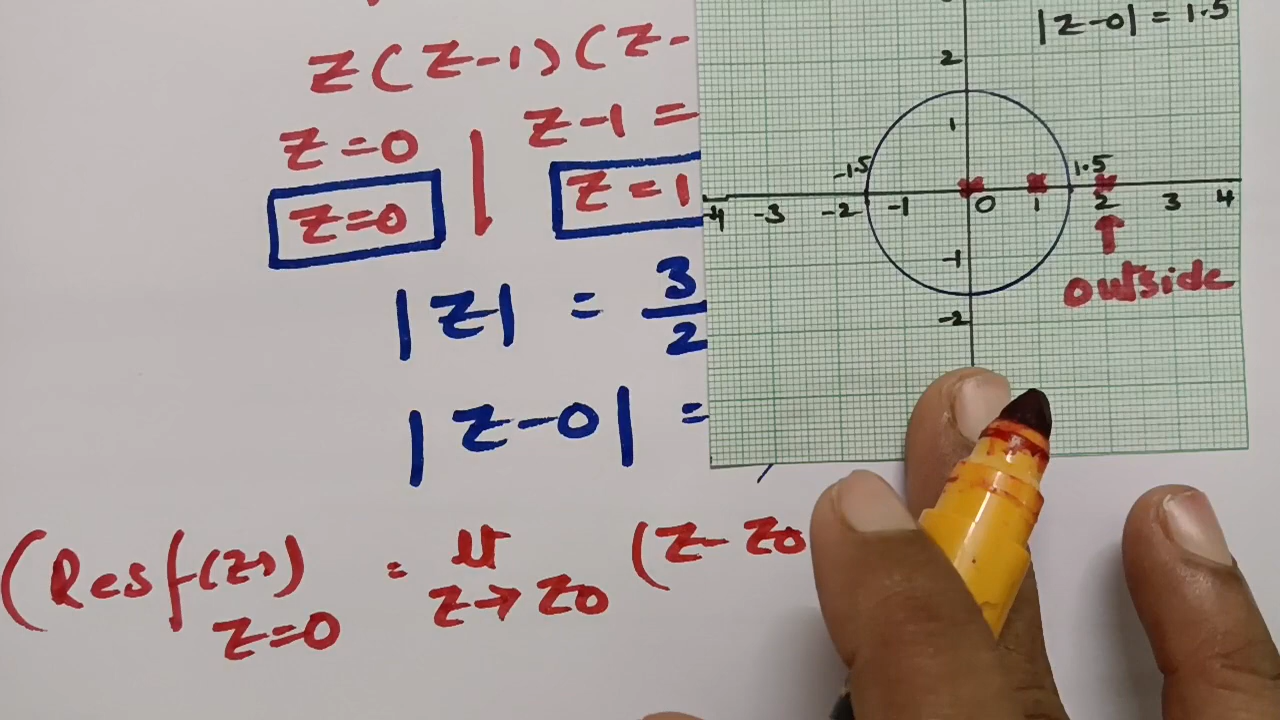 z(z-1)(z-
z=0 | z-1 =
z=0 z=1
|z| = 3/2
|z-0| =
(Res f(z) = lt (z-z0
z=0 z→z0
|z-0| = 1.5
2
1
-1.5 1.5
-4 -3 -2 -1 0 1 2 3 4
-1
outside
-2